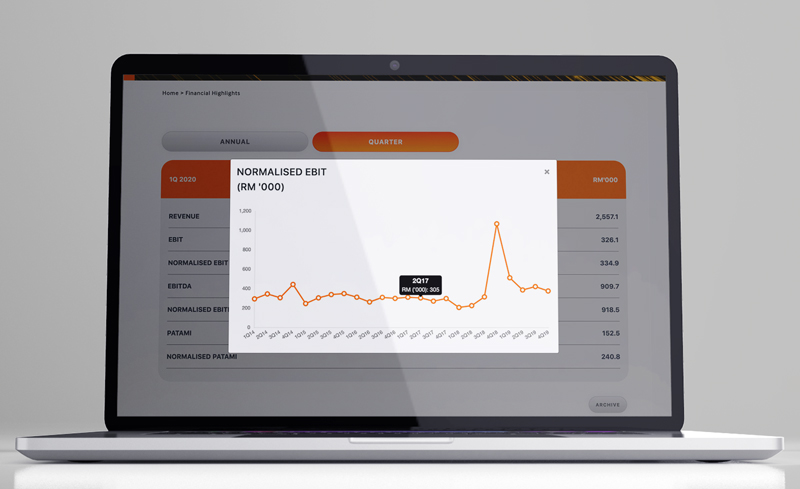 Home > Financial Highlights
ANNUAL
QUARTER
1Q 2020
RM'000
REVENUE
2,557.1
EBIT
326.1
NORMALISED EBIT
334.9
EBITDA
909.7
NORMALISED EBIT
918.5
PATAMI
152.5
NORMALISED PATAMI
240.8
ARCHIVE
NORMALISED EBIT
(RM '000)
×
1,200
1,000
800
600
400
200
0
2Q17
RM ('000): 305
1Q14 2Q14 3Q14 4Q14 1Q15 2Q15 3Q15 4Q15 1Q16 2Q16 3Q16 4Q16 1Q17 2Q17 3Q17 4Q17 1Q18 2Q18 3Q18 4Q18 1Q19 2Q19 3Q19 4Q19